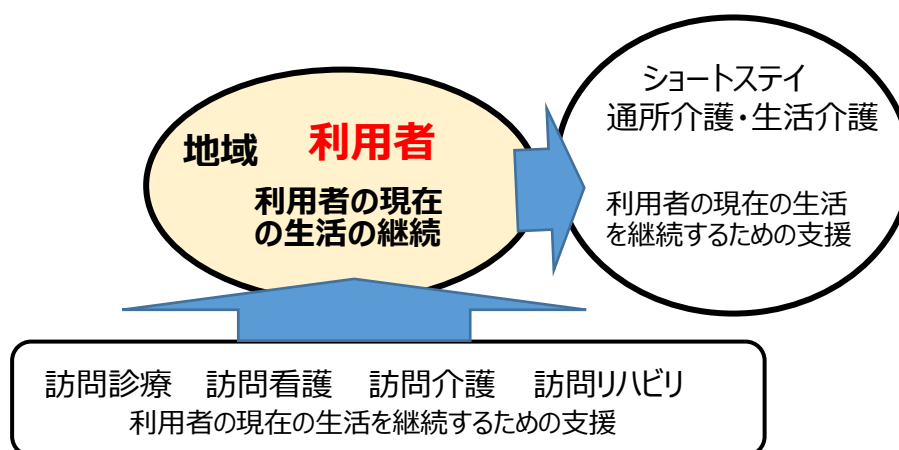 地域 利用者
利用者の現在
の生活の継続
ショートステイ
通所介護・生活介護
利用者の現在の生活
を継続するための支援
訪問診療 訪問看護 訪問介護 訪問リハビリ
利用者の現在の生活を継続するための支援